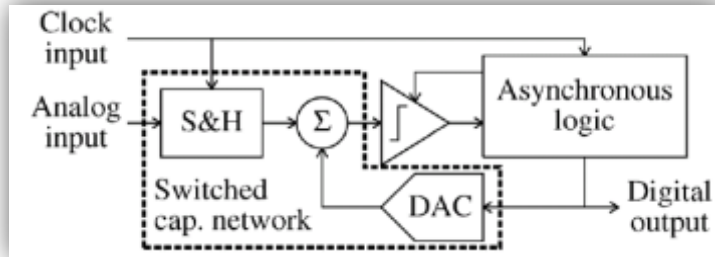 Clock
input
Analog
input
S&H
Σ
Asynchronous
logic
Switched
cap. network
DAC
Digital
output